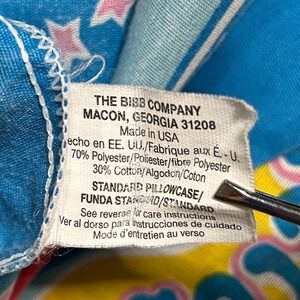 THE BIBB COMPANY
MACON, GEORGIA 31208
Made in USA
echo en EE. UU./Fabrique aux É. - U.
70% Polyester/Poliester/fibre Polyester
30% Cotton/Algodon/Coton
STANDARD PILLOWCASE/
FUNDA STANDARD/STANDARD
See reverse for care instructions
Ver al dorso para instrucciones de cuidado
Mode d'entretien au verso